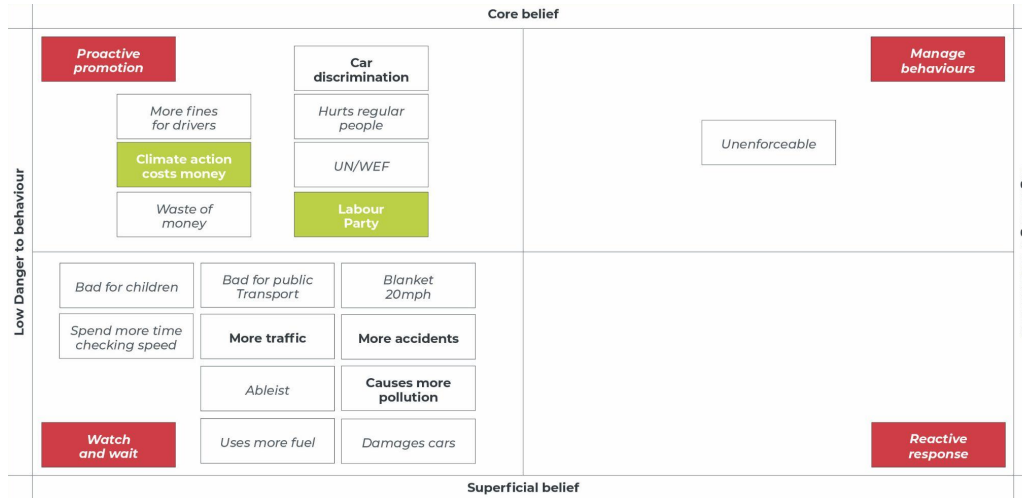 Core belief
Proactive
promotion
Car
discrimination
Manage
behaviours
More fines
for drivers
Hurts regular
people
Unenforceable
Climate action
costs money
UN/WEF
Waste of
money
Labour
Party
Low Danger to behaviour
Bad for children
Bad for public
Transport
Blanket
20mph
Spend more time
checking speed
More traffic
More accidents
Ableist
Causes more
pollution
Watch
and wait
Uses more fuel
Damages cars
Reactive
response
Superficial belief